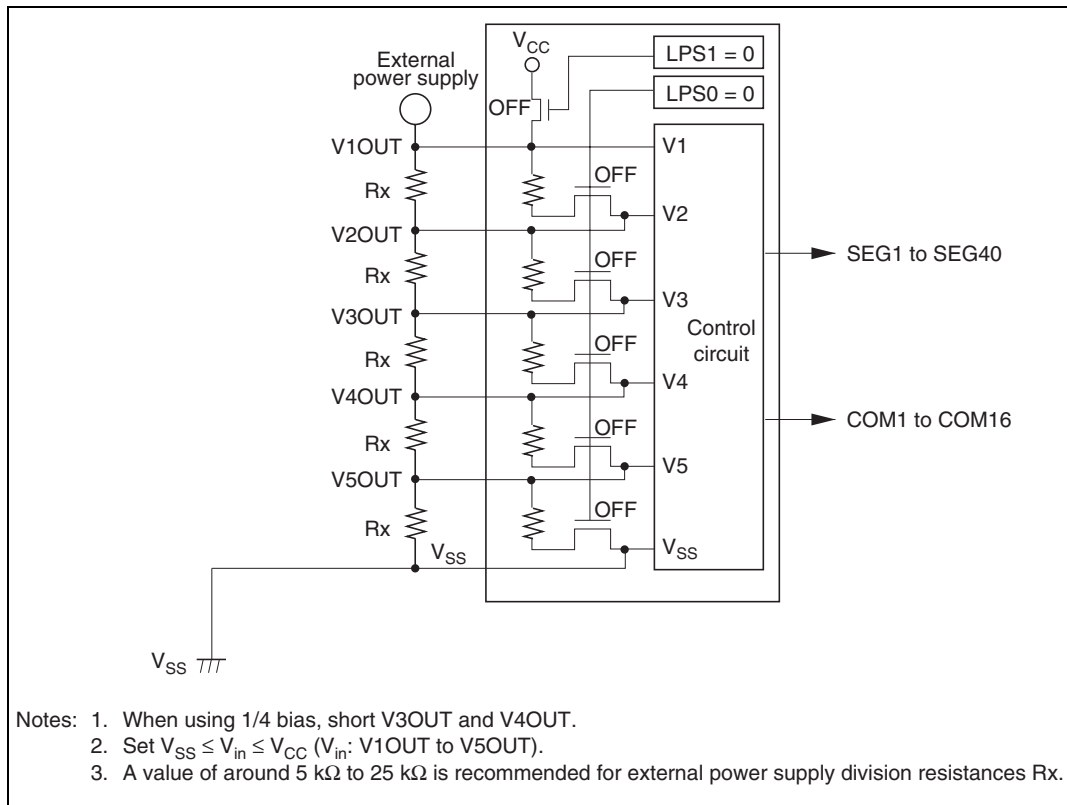 External
power supply
VCC
LPS1 = 0
LPS0 = 0
OFF
V1OUT
V1
Rx
OFF
V2OUT
V2
SEG1 to SEG40
Rx
OFF
V3OUT
V3
Control
circuit
Rx
OFF
V4OUT
V4
COM1 to COM16
Rx
OFF
V5OUT
V5
Rx
OFF
VSS
VSS
VSS
Notes: 1. When using 1/4 bias, short V3OUT and V4OUT.
2. Set VSS ≤ Vin ≤ VCC (Vin: V1OUT to V5OUT).
3. A value of around 5 kΩ to 25 kΩ is recommended for external power supply division resistances Rx.